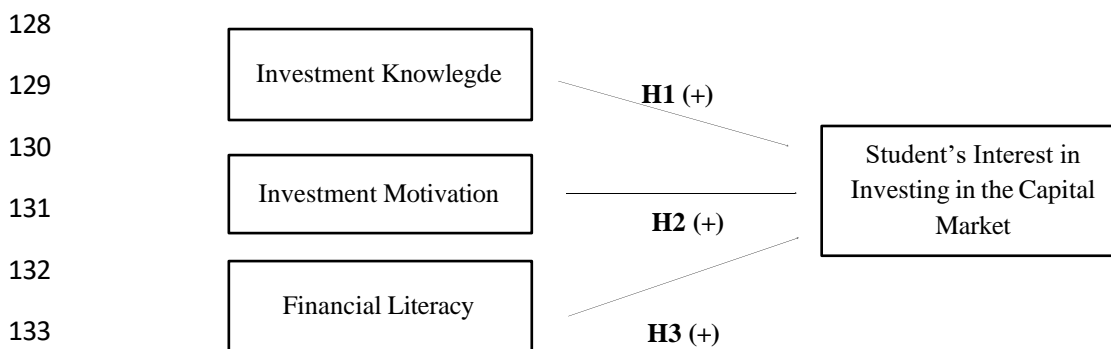 128
Investment Knowlegde
129
H1 (+)
130
Student's Interest in
Investing in the Capital
Market
131
Investment Motivation
H2 (+)
132
Financial Literacy
133
H3 (+)